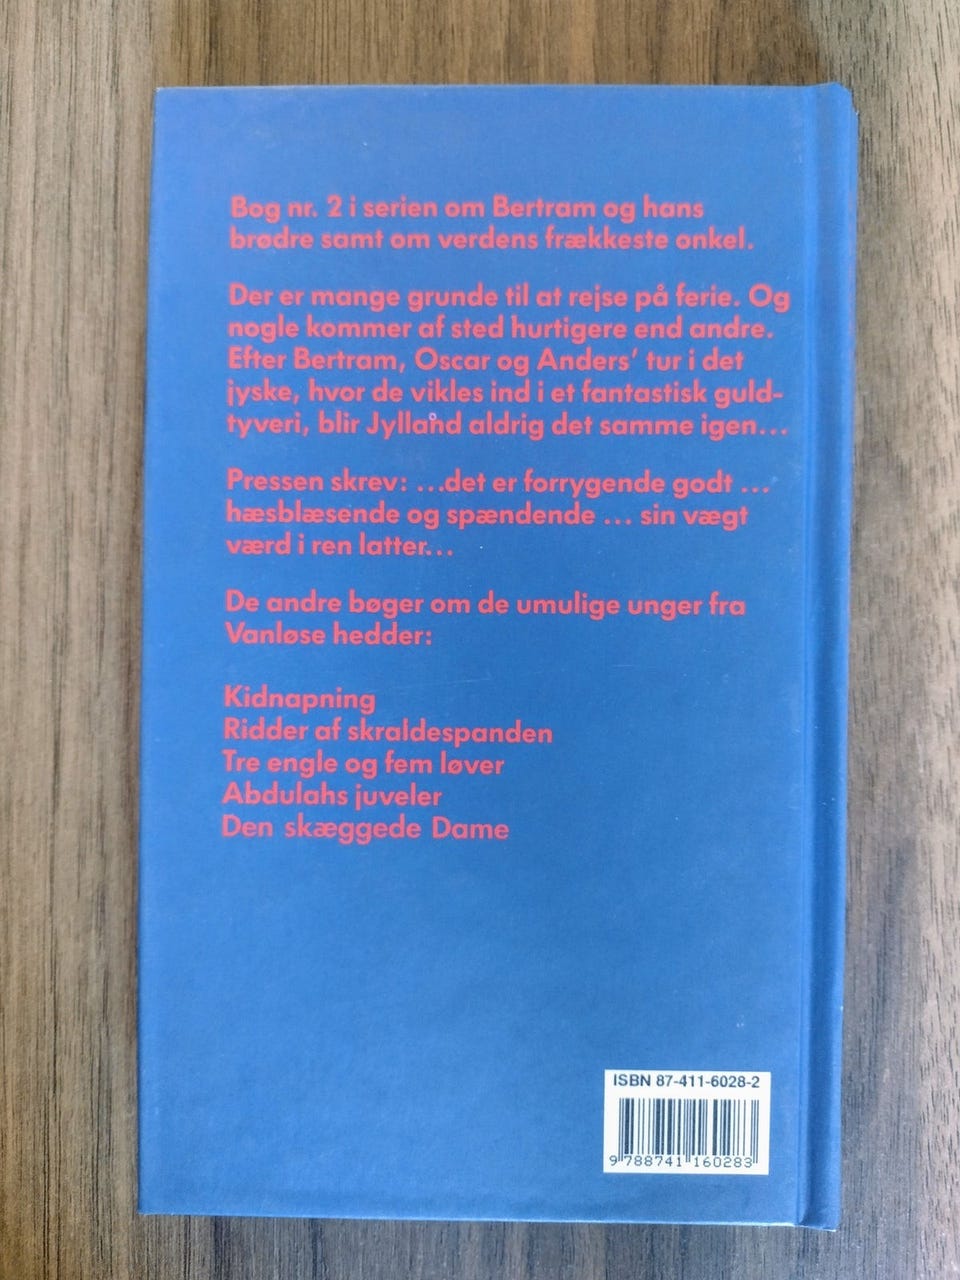 Bog nr. 2 i serien om Bertram og hans
brødre samt om verdens frækkeste onkel.
Der er mange grunde til at rejse på ferie. Og
nogle kommer af sted hurtigere end andre.
Efter Bertram, Oscar og Anders’ tur i det
jyske, hvor de vikles ind i et fantastisk guld-
tyveri, blir Jylland aldrig det samme igen...
Pressen skrev: ...det er forrygende godt ...
hæsblæsende og spændende ... sin vægt
værd i ren latter...
De andre bøger om de umulige unger fra
Vanløse hedder:
Kidnapning
Ridder af skraldespanden
Tre engle og fem løver
Abdulahs juveler
Den skæggede Dame
ISBN 87-411-6028-2
9 788741 160283